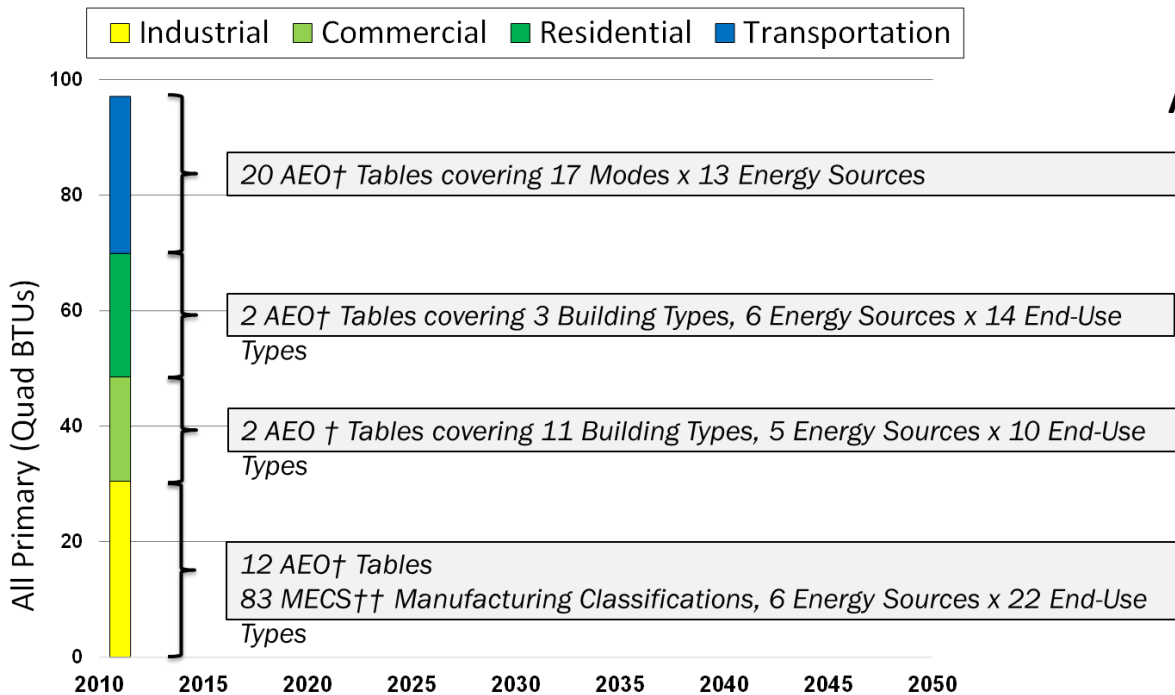 Industrial Commercial Residential Transportation
100
A
20 AEO† Tables covering 17 Modes x 13 Energy Sources
80
2 AEO† Tables covering 3 Building Types, 6 Energy Sources x 14 End-Use
Types
60
2 AEO † Tables covering 11 Building Types, 5 Energy Sources x 10 End-Use
Types
40
12 AEO† Tables
83 MECS†† Manufacturing Classifications, 6 Energy Sources x 22 End-Use
Types
20
0
All Primary (Quad BTUs)
2010 2015 2020 2025 2030 2035 2040 2045 2050